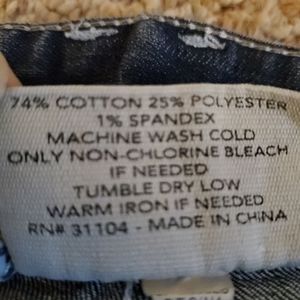 74% COTTON 25% POLYESTER
1% SPANDEX
MACHINE WASH COLD
ONLY NON-CHLORINE BLEACH
IF NEEDED
TUMBLE DRY LOW
WARM IRON IF NEEDED
RN# 31104 - MADE IN CHINA